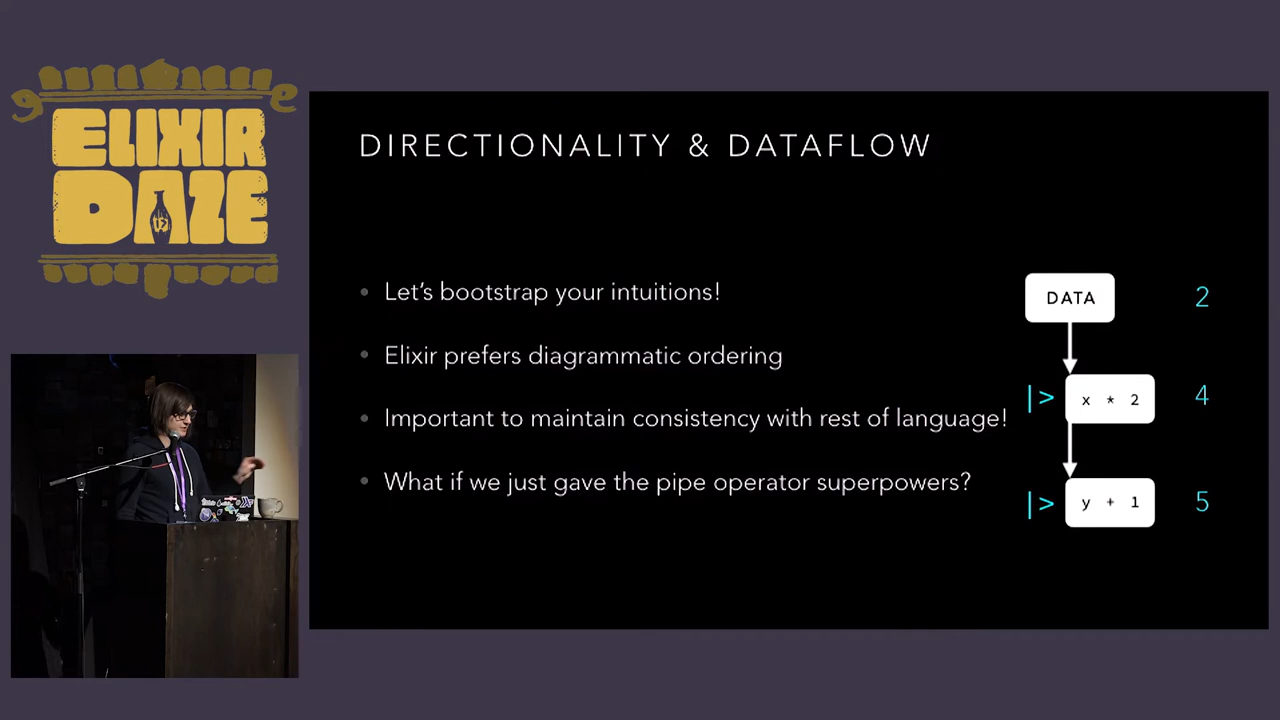 ELIXIR
DAZE
DIRECTIONALITY & DATAFLOW
Let's bootstrap your intuitions!
Elixir prefers diagrammatic ordering
Important to maintain consistency with rest of language!
What if we just gave the pipe operator superpowers?
DATA 2
|> x * 2 4
|> y + 1 5